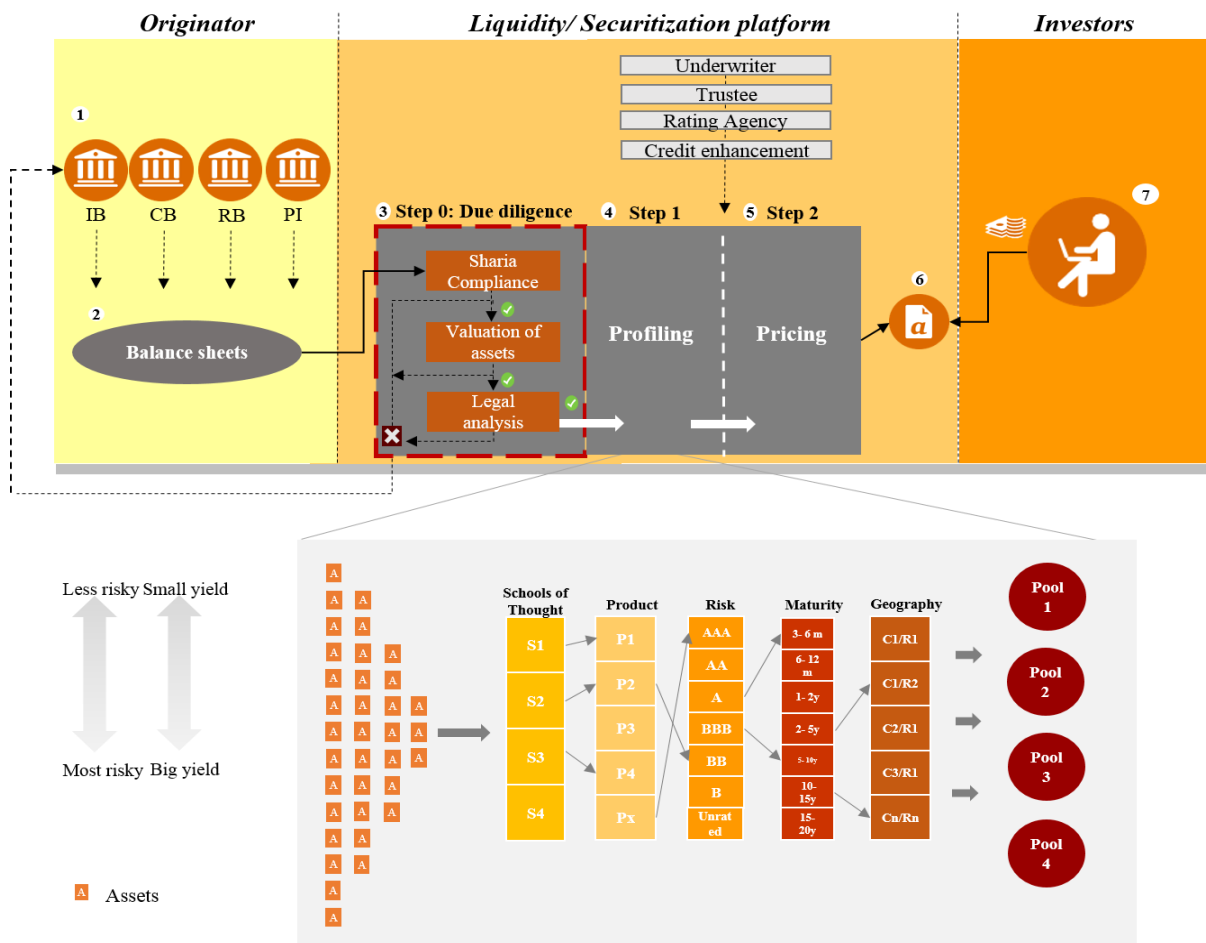 Originator
Liquidity/ Securitization platform
Investors
Underwriter
Trustee
Rating Agency
Credit enhancement
1
IB
CB
RB
PI
2
Balance sheets
3 Step 0: Due diligence
4 Step 1
5 Step 2
Sharia
Compliance
Valuation of
assets
Legal
analysis
Profiling
Pricing
6
a
7
Less risky Small yield
Most risky Big yield
A Assets
A
A A
A A
A A A
A A A
A A A A
A A A A
A A A A
A A A
A A A
A A
A A
A
A
Schools of
Thought
S1
S2
S3
S4
Product
P1
P2
P3
P4
Px
Risk
AAA
AA
A
BBB
BB
B
Unrat
ed
Maturity
3- 6 m
6- 12
m
1- 2y
2- 5y
5- 10y
10-
15y
15-
20y
Geography
C1/R1
C1/R2
C2/R1
C3/R1
Cn/Rn
Pool
1
Pool
2
Pool
3
Pool
4